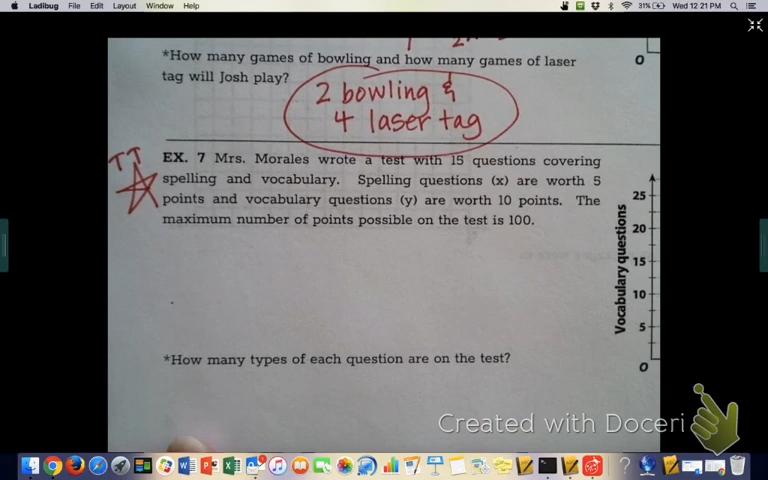 Ladibug File Edit Layout Window Help 31% Wed 12 21 PM
*How many games of bowling and how many games of laser
tag will Josh play?
O
2 bowling &
4 laser tag
TT
EX. 7 Mrs. Morales wrote a test with 15 questions covering
spelling and vocabulary. Spelling questions (x) are worth 5
points and vocabulary questions (y) are worth 10 points. The
maximum number of points possible on the test is 100.
Vocabulary questions
25
20
15
10
5
O
*How many types of each question are on the test?
Created with Doceri